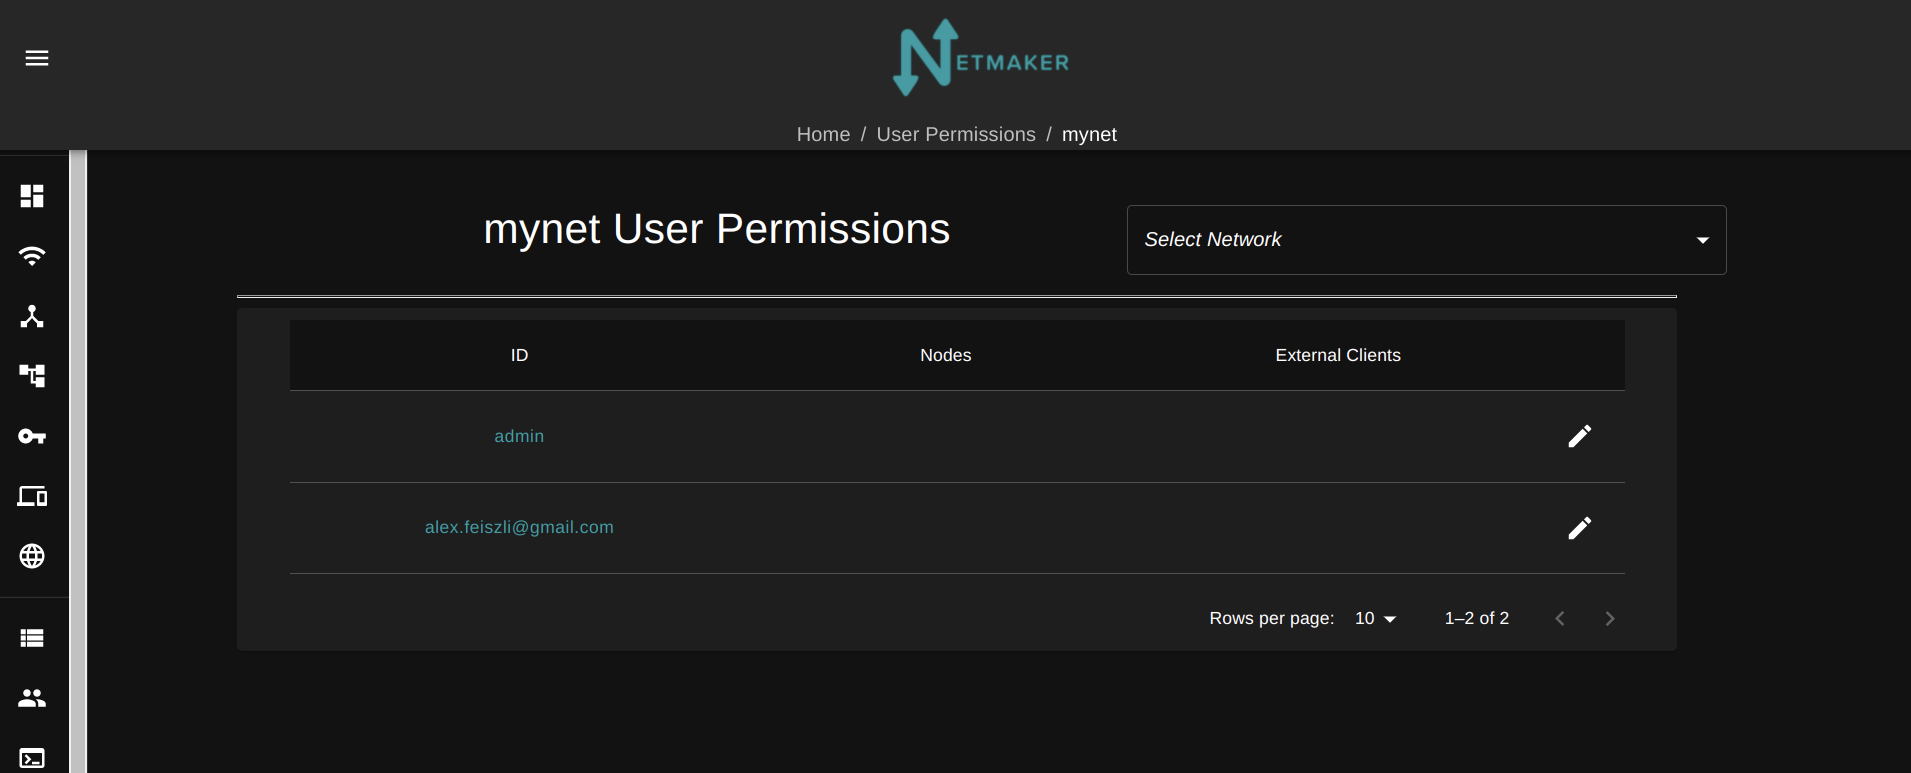 NETMAKER
Home / User Permissions / mynet
mynet User Permissions
Select Network
ID Nodes External Clients
admin
alex.feiszli@gmail.com
Rows per page: 10 1–2 of 2